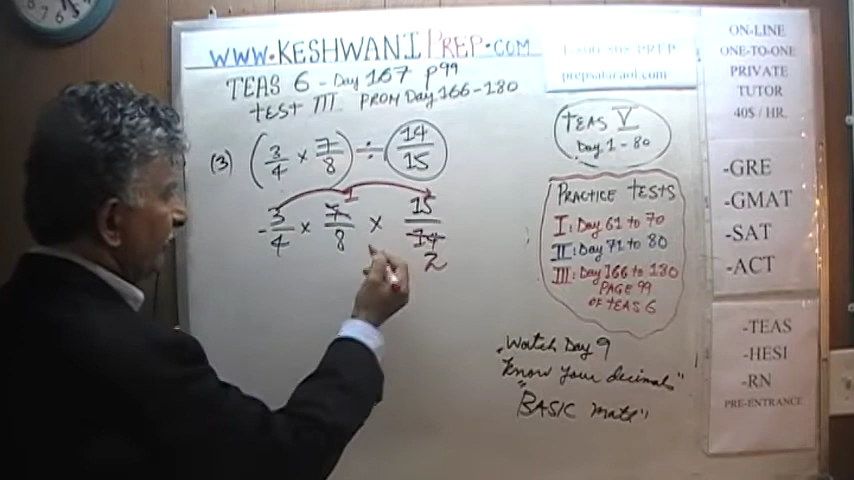 WWW.KESHWANIPREP.COM
prepsat@aol.com
TEAS 6 - Day 167 P99
TEST III FROM Day 166-180
(3) (3/4 × 7/8) ÷ 14/15
- 3/4 × 7/8 × 15/14
1
2
TEAS V
Day 1-80
PRACTICE TESTS
I: Day 61 to 70
II: Day 71 to 80
III: Day 166 to 180
PAGE 99
OF TEAS 6
Watch Day 9
"Know Your decimals"
"BASIC Math"
ON-LINE
ONE-TO-ONE
PRIVATE
TUTOR
40$ / HR.
-GRE
-GMAT
-SAT
-ACT
-TEAS
-HESI
-RN
PRE-ENTRANCE